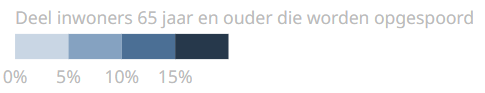 Deel inwoners 65 jaar en ouder die worden opgespoord
0% 5% 10% 15%